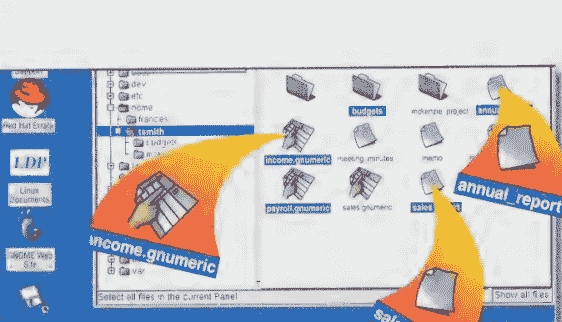 dev
etc
home
frances
tsmith
budgets
var
Red Hat Errata
LDP
Linux
Documents
GNOME Web
Site
budgets
mckenzie_project
income.gnumeric
meeting_minutes
memo
payroll.gnumeric
sales.gnumeric
income.gnumeric
annual_report
Select all files in the current Panel
Show all files